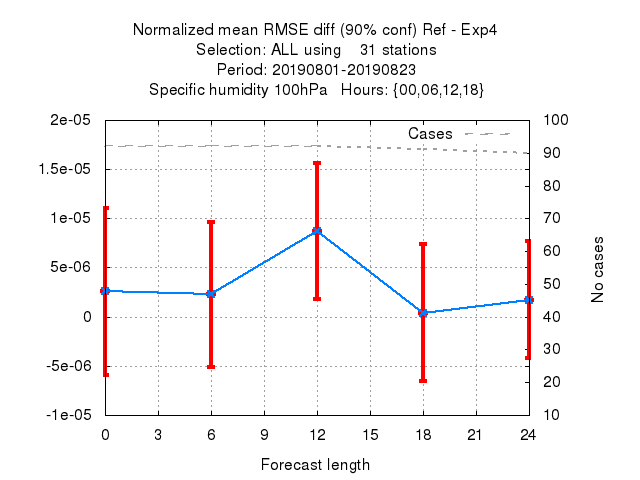 Normalized mean RMSE diff (90% conf) Ref - Exp4
Selection: ALL using    31 stations
Period: 20190801-20190823
Specific humidity 100hPa   Hours: {00,06,12,18}
Cases
2e-05
1.5e-05
1e-05
5e-06
0
-5e-06
-1e-05
100
90
80
70
60
50
40
30
20
10
No cases
0 3 6 9 12 15 18 21 24
Forecast length